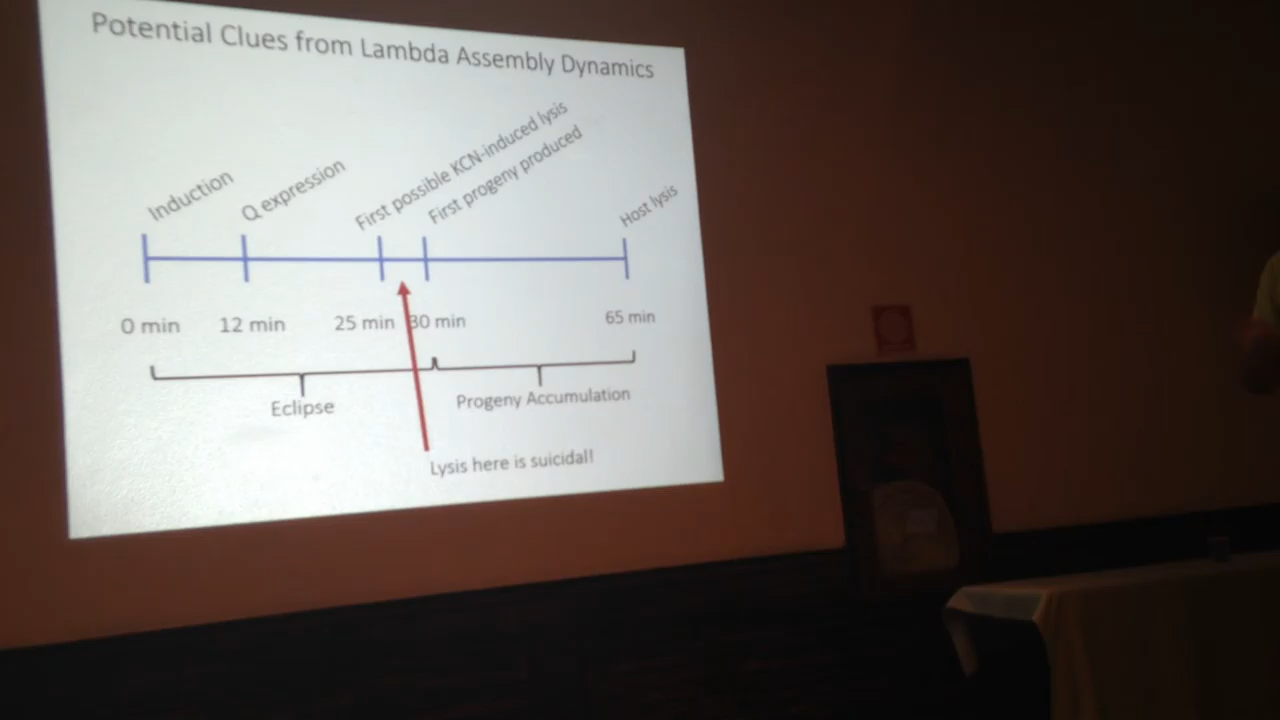 Potential Clues from Lambda Assembly Dynamics
Induction
Q expression
First possible KCN-induced lysis
First progeny produced
Host lysis
0 min
12 min
25 min
30 min
65 min
Eclipse
Progeny Accumulation
Lysis here is suicidal!